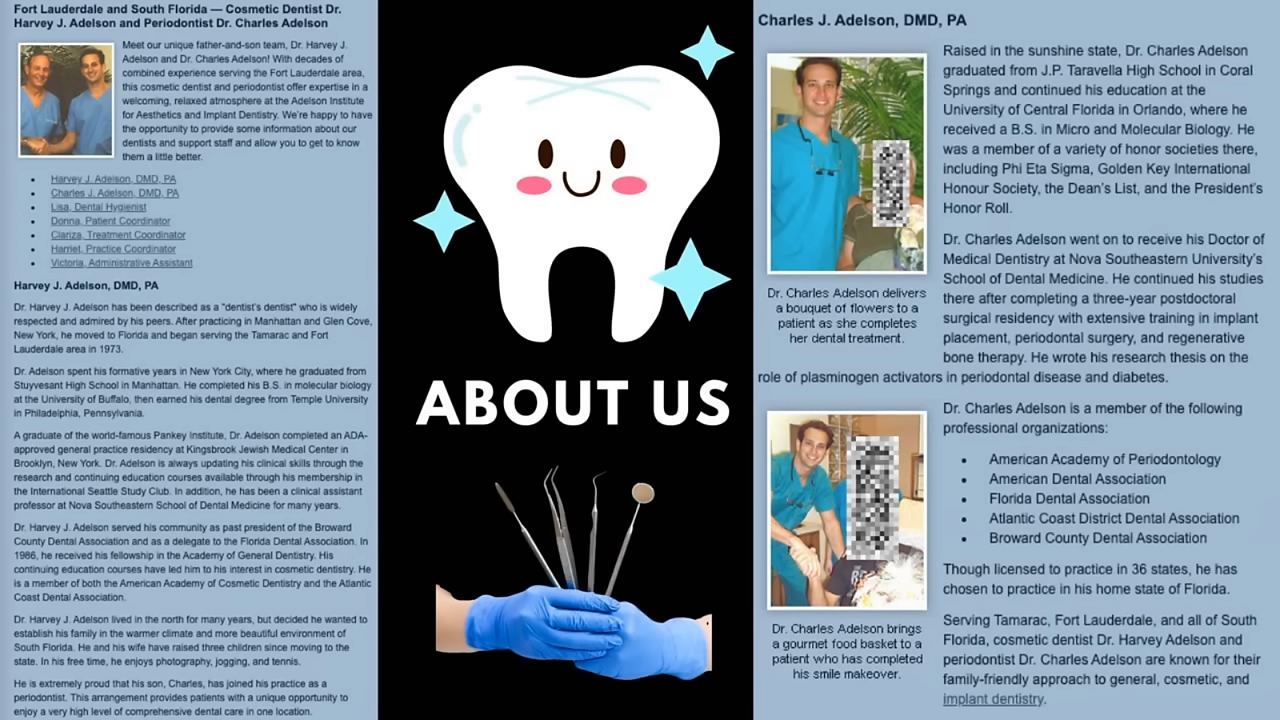 Fort Lauderdale and South Florida — Cosmetic Dentist Dr.
Harvey J. Adelson and Periodontist Dr. Charles Adelson
Meet our unique father-and-son team, Dr. Harvey J.
Adelson and Dr. Charles Adelson! With decades of
combined experience serving the Fort Lauderdale area,
this cosmetic dentist and periodontist offer expertise in a
welcoming, relaxed atmosphere at the Adelson Institute
for Aesthetics and Implant Dentistry. We're happy to have
the opportunity to provide some information about our
dentists and support staff and allow you to get to know
them a little better.
• Harvey J. Adelson, DMD, PA
• Charles J. Adelson, DMD, PA
• Lisa, Dental Hygienist
• Donna, Patient Coordinator
• Clariza, Treatment Coordinator
• Harriet, Practice Coordinator
• Victoria, Administrative Assistant
Harvey J. Adelson, DMD, PA
Dr. Harvey J. Adelson has been described as a "dentist's dentist" who is widely
respected and admired by his peers. After practicing in Manhattan and Glen Cove,
New York, he moved to Florida and began serving the Tamarac and Fort
Lauderdale area in 1973.
Dr. Adelson spent his formative years in New York City, where he graduated from
Stuyvesant High School in Manhattan. He completed his B.S. in molecular biology
at the University of Buffalo, then earned his dental degree from Temple University
in Philadelphia, Pennsylvania.
A graduate of the world-famous Pankey Institute, Dr. Adelson completed an ADA-
approved general practice residency at Kingsbrook Jewish Medical Center in
Brooklyn, New York. Dr. Adelson is always updating his clinical skills through the
research and continuing education courses available through his membership in
the International Seattle Study Club. In addition, he has been a clinical assistant
professor at Nova Southeastern School of Dental Medicine for many years.
Dr. Harvey J. Adelson served his community as past president of the Broward
County Dental Association and as a delegate to the Florida Dental Association. In
1986, he received his fellowship in the Academy of General Dentistry. His
continuing education courses have led him to his interest in cosmetic dentistry. He
is a member of both the American Academy of Cosmetic Dentistry and the Atlantic
Coast Dental Association.
Dr. Harvey J. Adelson lived in the north for many years, but decided he wanted to
establish his family in the warmer climate and more beautiful environment of
South Florida. He and his wife have raised three children since moving to the
state. In his free time, he enjoys photography, jogging, and tennis.
He is extremely proud that his son, Charles, has joined his practice as a
periodontist. This arrangement provides patients with a unique opportunity to
enjoy a very high level of comprehensive dental care in one location.
ABOUT US
Charles J. Adelson, DMD, PA
Raised in the sunshine state, Dr. Charles Adelson
graduated from J.P. Taravella High School in Coral
Springs and continued his education at the
University of Central Florida in Orlando, where he
received a B.S. in Micro and Molecular Biology. He
was a member of a variety of honor societies there,
including Phi Eta Sigma, Golden Key International
Honour Society, the Dean's List, and the President's
Honor Roll.
Dr. Charles Adelson delivers
a bouquet of flowers to a
patient as she completes
her dental treatment.
Dr. Charles Adelson went on to receive his Doctor of
Medical Dentistry at Nova Southeastern University's
School of Dental Medicine. He continued his studies
there after completing a three-year postdoctoral
surgical residency with extensive training in implant
placement, periodontal surgery, and regenerative
bone therapy. He wrote his research thesis on the
role of plasminogen activators in periodontal disease and diabetes.
Dr. Charles Adelson is a member of the following
professional organizations:
• American Academy of Periodontology
• American Dental Association
• Florida Dental Association
• Atlantic Coast District Dental Association
• Broward County Dental Association
Though licensed to practice in 36 states, he has
chosen to practice in his home state of Florida.
Dr. Charles Adelson brings
a gourmet food basket to a
patient who has completed
his smile makeover.
Serving Tamarac, Fort Lauderdale, and all of South
Florida, cosmetic dentist Dr. Harvey Adelson and
periodontist Dr. Charles Adelson are known for their
family-friendly approach to general, cosmetic, and
implant dentistry.